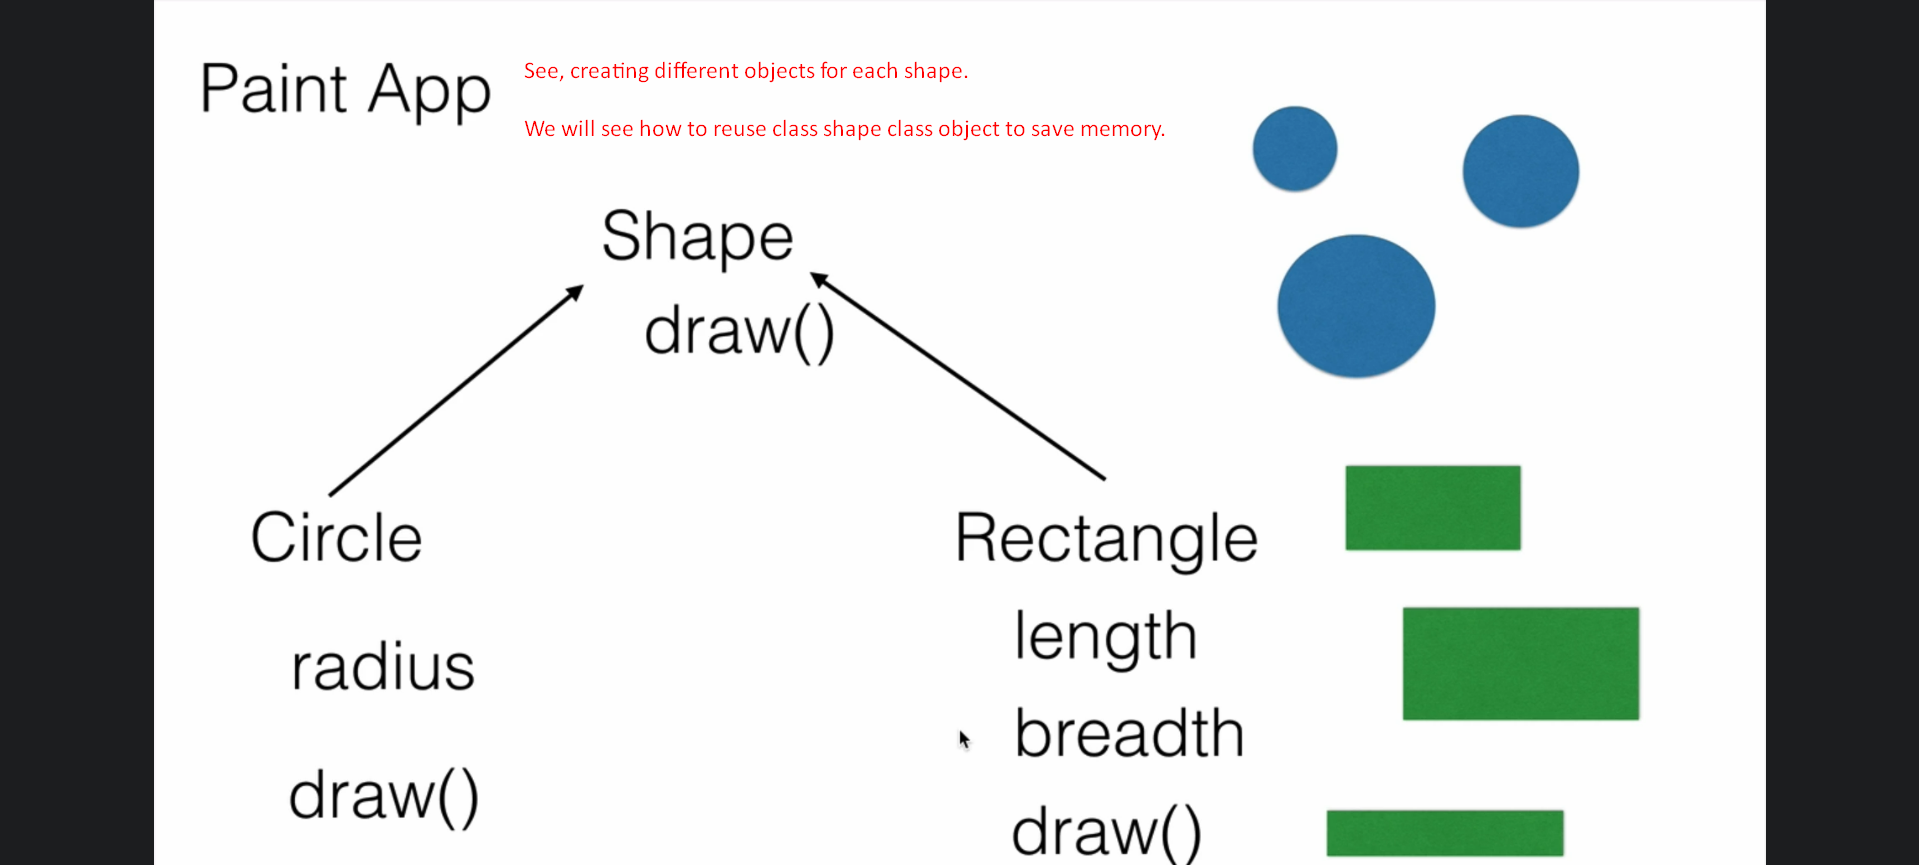 Paint App
See, creating different objects for each shape.
We will see how to reuse class shape class object to save memory.
Shape
draw()
Circle
radius
draw()
Rectangle
length
breadth
draw()